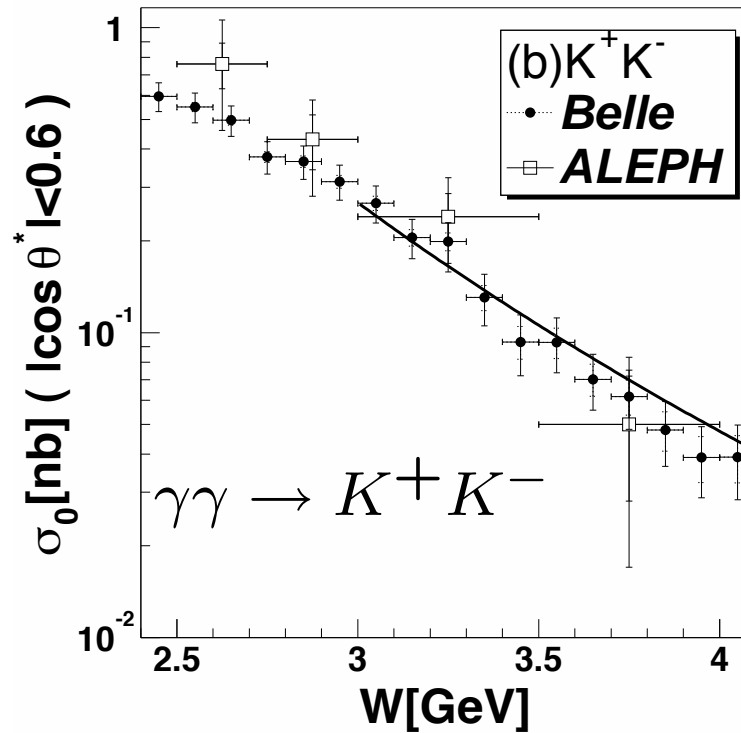 (b)K⁺K⁻
Belle
ALEPH
σ₀[nb] ( |cos θ* |<0.6)
1
10⁻¹
10⁻²
γγ → K⁺K⁻
2.5 3 3.5 4
W[GeV]